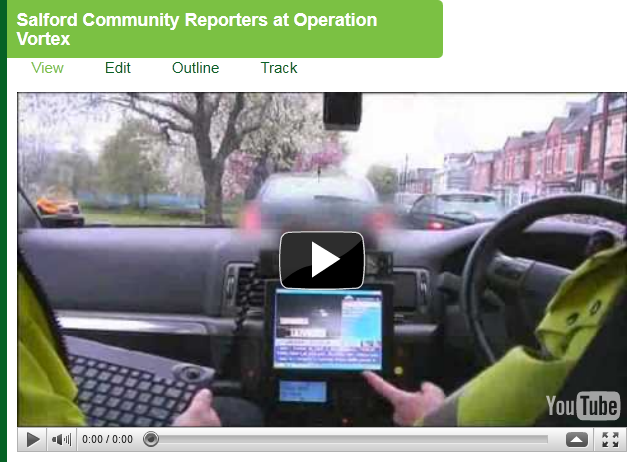 Salford Community Reporters at Operation
Vortex
View Edit Outline Track
YouTube
0:00 / 0:00